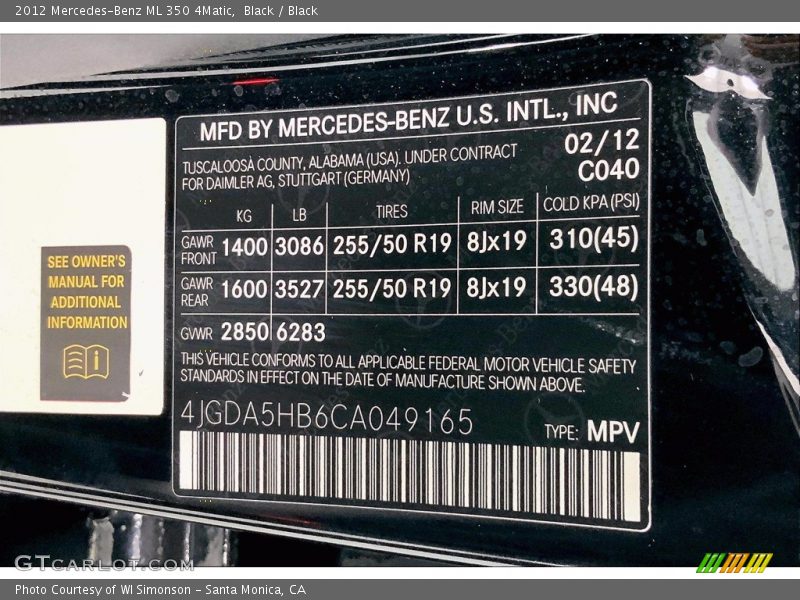 2012 Mercedes-Benz ML 350 4Matic, Black / Black
MFD BY MERCEDES-BENZ U.S. INTL., INC
TUSCALOOSA COUNTY, ALABAMA (USA). UNDER CONTRACT
FOR DAIMLER AG, STUTTGART (GERMANY)
02/12
C040
KG LB TIRES RIM SIZE COLD KPA (PSI)
GAWR FRONT 1400 3086 255/50 R19 8Jx19 310(45)
GAWR REAR 1600 3527 255/50 R19 8Jx19 330(48)
GVWR 2850 6283
THIS VEHICLE CONFORMS TO ALL APPLICABLE FEDERAL MOTOR VEHICLE SAFETY
STANDARDS IN EFFECT ON THE DATE OF MANUFACTURE SHOWN ABOVE.
4JGDA5HB6CA049165
TYPE: MPV
SEE OWNER'S
MANUAL FOR
ADDITIONAL
INFORMATION
GTCARLOT.COM
Photo Courtesy of WI Simonson - Santa Monica, CA